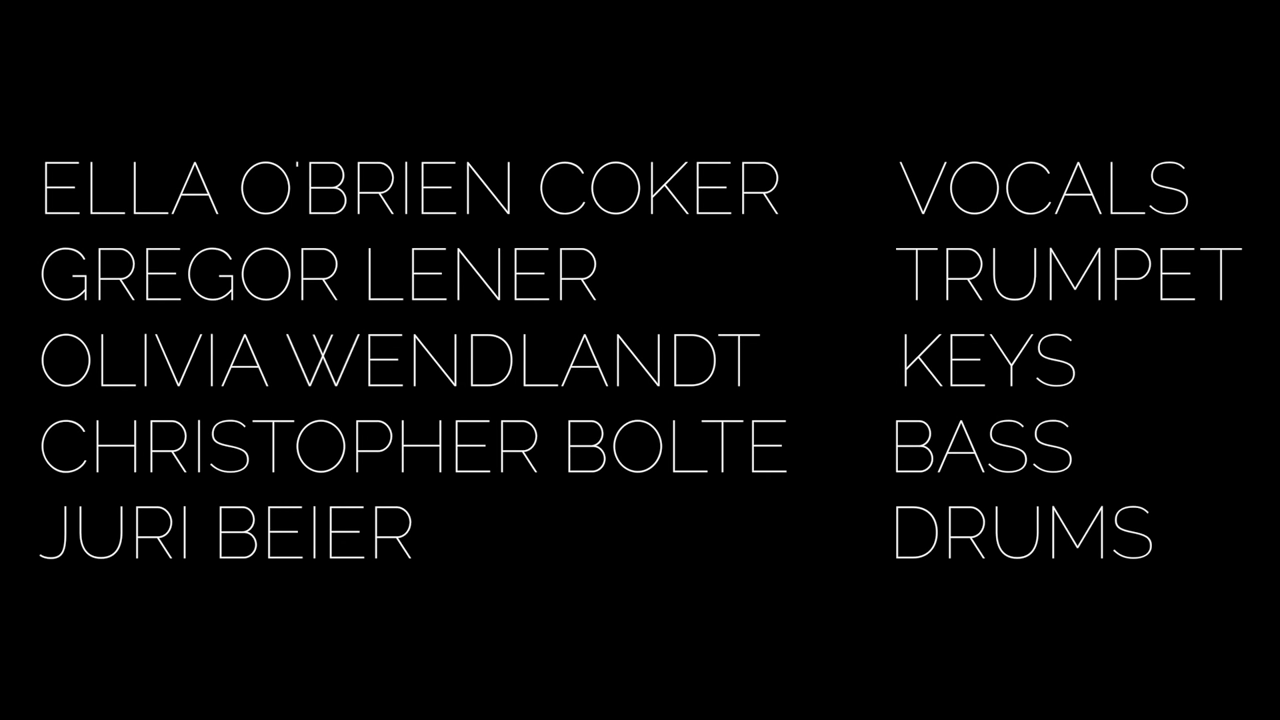 ELLA O'BRIEN COKER VOCALS
GREGOR LENER TRUMPET
OLIVIA WENDLANDT KEYS
CHRISTOPHER BOLTE BASS
JURI BEIER DRUMS